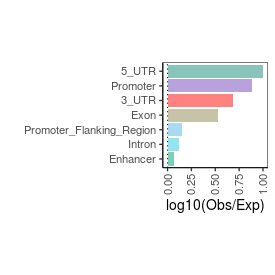 5_UTR
Promoter
3_UTR
Exon
Promoter_Flanking_Region
Intron
Enhancer
0.00
0.25
0.50
0.75
1.00
log10(Obs/Exp)